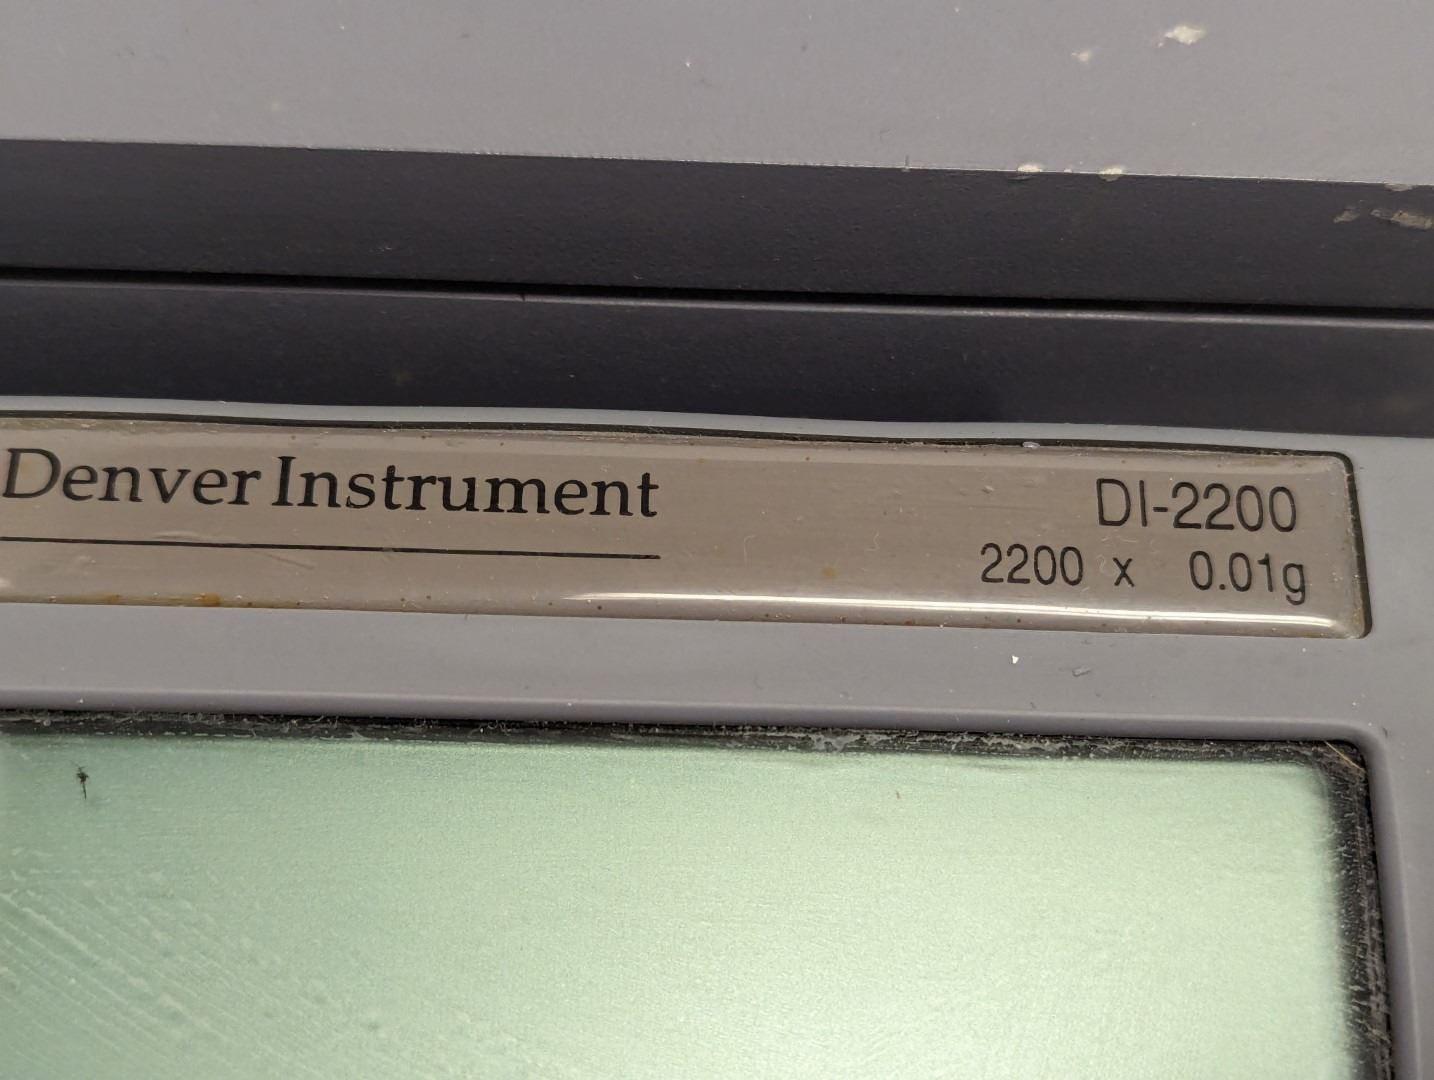 Denver Instrument
DI-2200
2200 x 0.01g